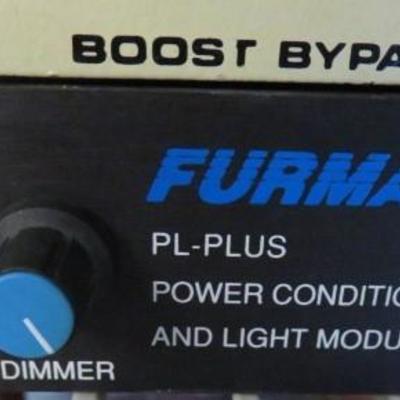 BOOST BYPA
FURMA
PL-PLUS
POWER CONDITIO
AND LIGHT MODU
DIMMER